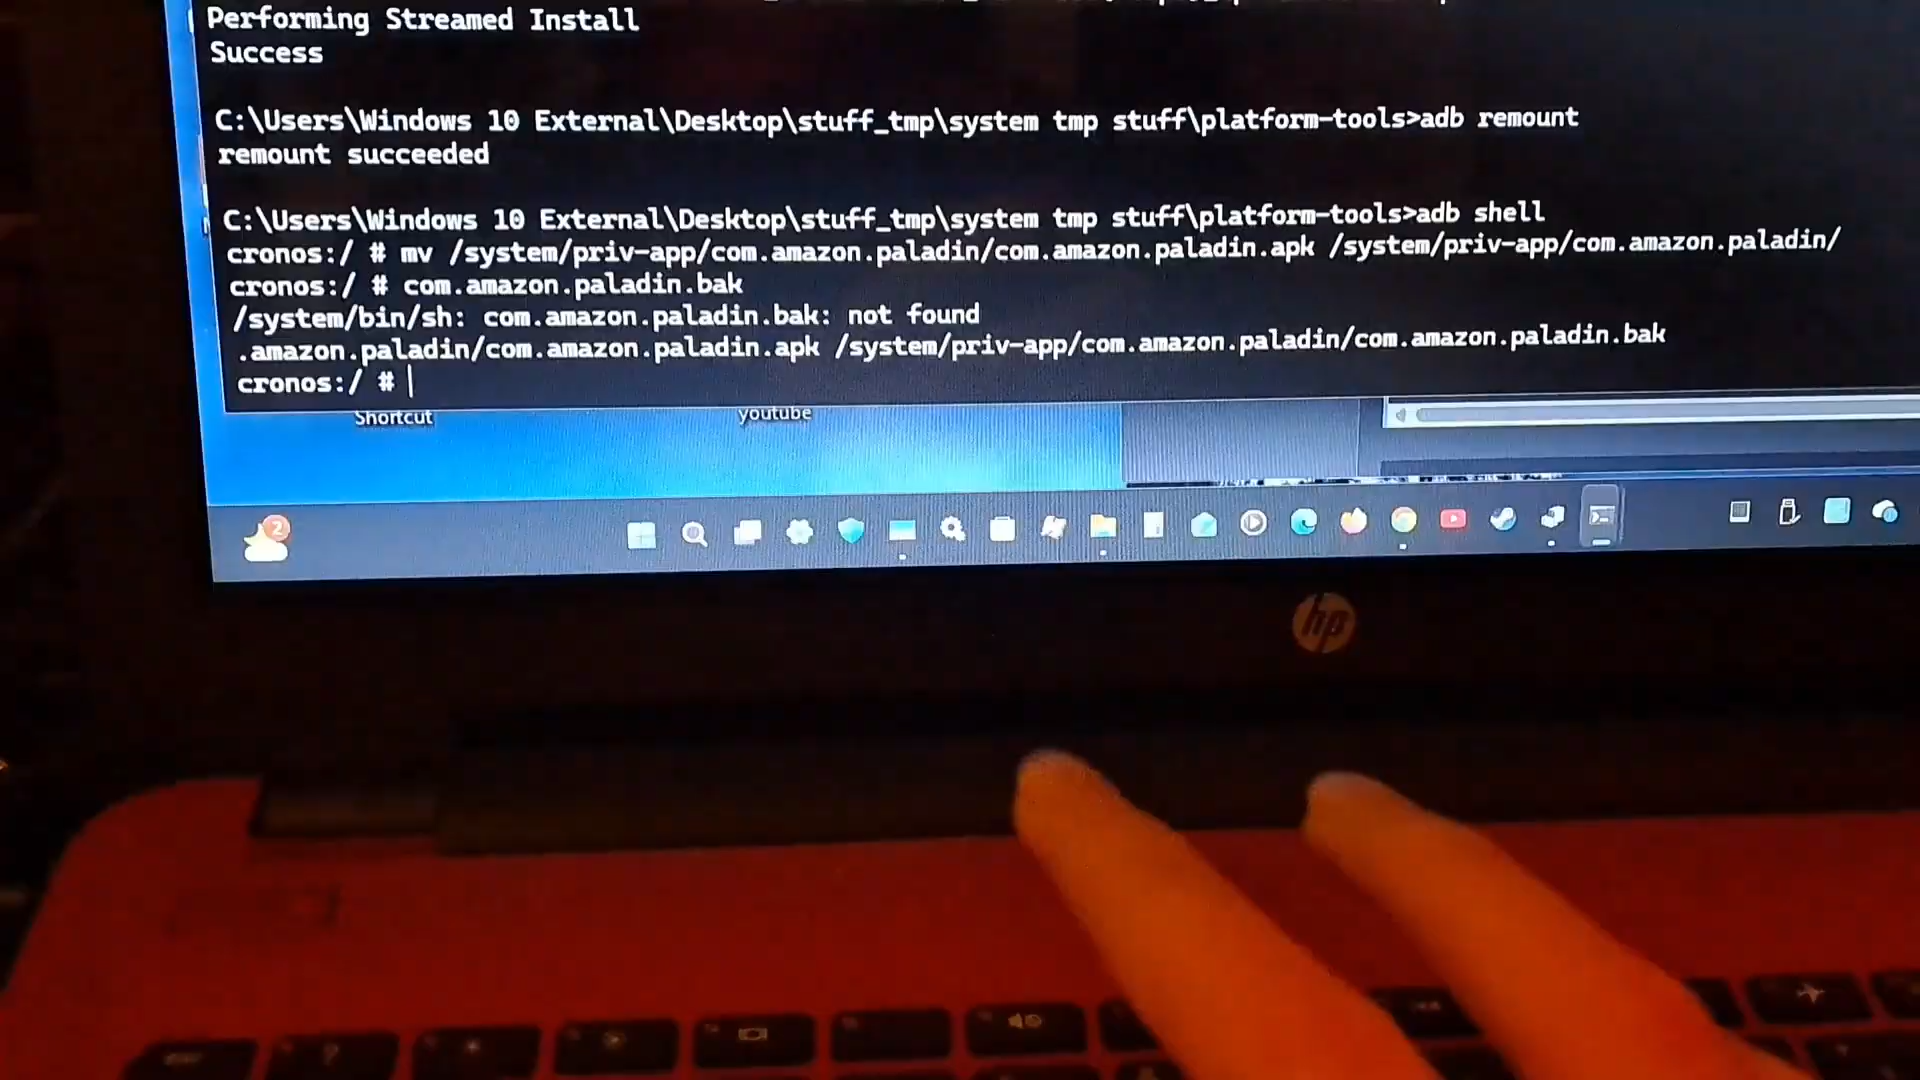 Performing Streamed Install
Success
C:\Users\Windows 10 External\Desktop\stuff_tmp\system tmp stuff\platform-tools>adb remount
remount succeeded
C:\Users\Windows 10 External\Desktop\stuff_tmp\system tmp stuff\platform-tools>adb shell
cronos:/ # mv /system/priv-app/com.amazon.paladin/com.amazon.paladin.apk /system/priv-app/com.amazon.paladin/
cronos:/ # com.amazon.paladin.bak
/system/bin/sh: com.amazon.paladin.bak: not found
.amazon.paladin/com.amazon.paladin.apk /system/priv-app/com.amazon.paladin/com.amazon.paladin.bak
cronos:/ #
Shortcut
youtube
2
hp